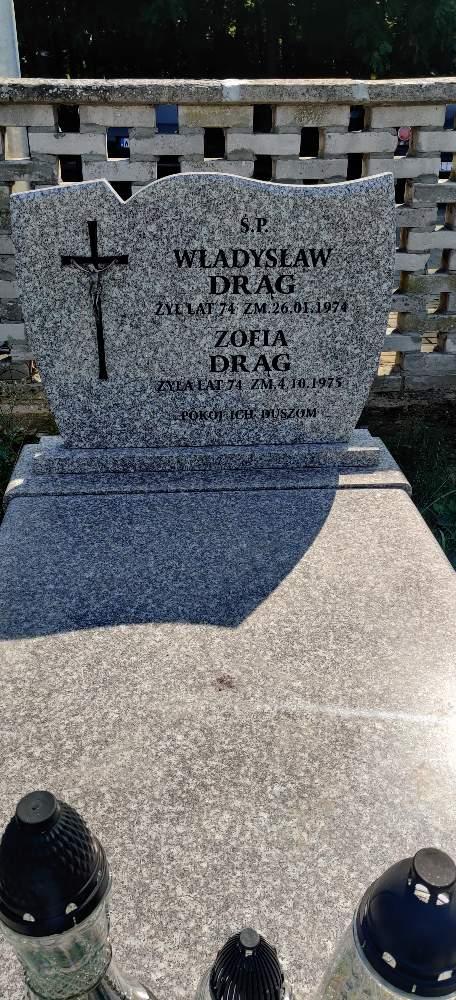 Ś.P.
WŁADYSŁAW
DRĄG
ŻYŁ LAT 74 ZM.26.01.1974
ZOFIA
DRĄG
ŻYŁA LAT 74 ZM.4.10.1975
POKÓJ ICH DUSZOM